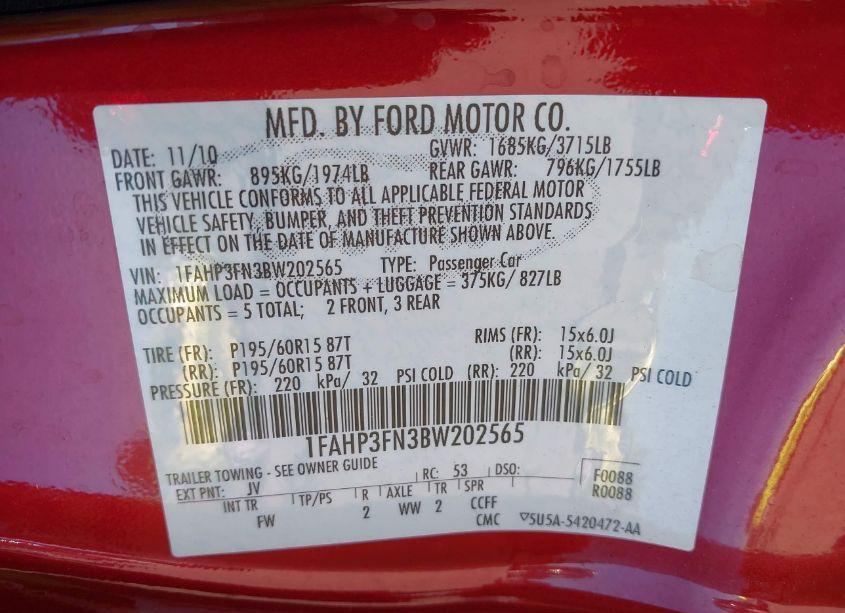 MFD. BY FORD MOTOR CO.
DATE: 11/10 GVWR: 1685KG/3715LB
FRONT GAWR: 895KG/1974LB REAR GAWR: 796KG/1755LB
THIS VEHICLE CONFORMS TO ALL APPLICABLE FEDERAL MOTOR
VEHICLE SAFETY, BUMPER, AND THEFT PREVENTION STANDARDS
IN EFFECT ON THE DATE OF MANUFACTURE SHOWN ABOVE.
VIN: 1FAHP3FN3BW202565 TYPE: Passenger Car
MAXIMUM LOAD = OCCUPANTS + LUGGAGE = 375KG/ 827LB
OCCUPANTS = 5 TOTAL; 2 FRONT, 3 REAR
TIRE (FR): P195/60R15 87T RIMS (FR): 15x6.0J
(RR): P195/60R15 87T (RR): 15x6.0J
PRESSURE (FR): 220 kPa/ 32 PSI COLD (RR): 220 kPa/ 32 PSI COLD
1FAHP3FN3BW202565
TRAILER TOWING - SEE OWNER GUIDE
EXT PNT: JV RC: 53 DSO: F0088
R0088
INT TR TP/PS R AXLE TR SPR
FW 2 WW 2 CCFF
CMC ▽5U5A-5420472-AA